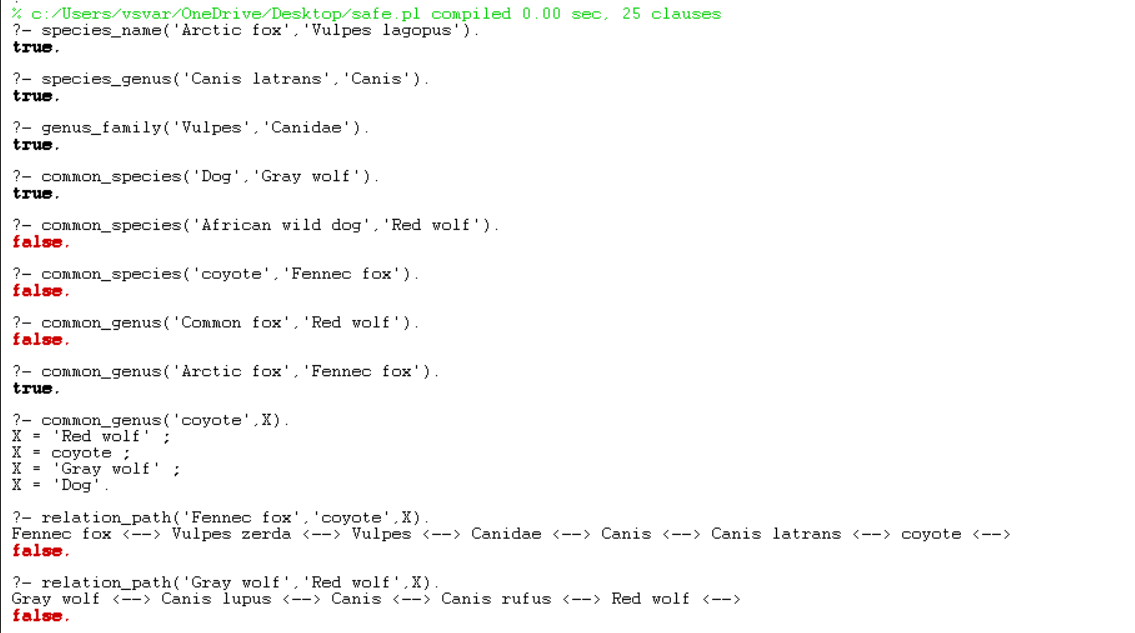 % c:/Users/vsvar/OneDrive/Desktop/safe.pl compiled 0.00 sec, 25 clauses
?- species_name('Arctic fox','Vulpes lagopus').
true.
?- species_genus('Canis latrans','Canis').
true.
?- genus_family('Vulpes','Canidae').
true.
?- common_species('Dog','Gray wolf').
true.
?- common_species('African wild dog','Red wolf').
false.
?- common_species('coyote','Fennec fox').
false.
?- common_genus('Common fox','Red wolf').
false.
?- common_genus('Arctic fox','Fennec fox').
true.
?- common_genus('coyote',X).
X = 'Red wolf' ;
X = coyote ;
X = 'Gray wolf' ;
X = 'Dog'.
?- relation_path('Fennec fox','coyote',X).
Fennec fox <--> Vulpes zerda <--> Vulpes <--> Canidae <--> Canis <--> Canis latrans <--> coyote <-->
false.
?- relation_path('Gray wolf','Red wolf',X).
Gray wolf <--> Canis lupus <--> Canis <--> Canis rufus <--> Red wolf <-->
false.